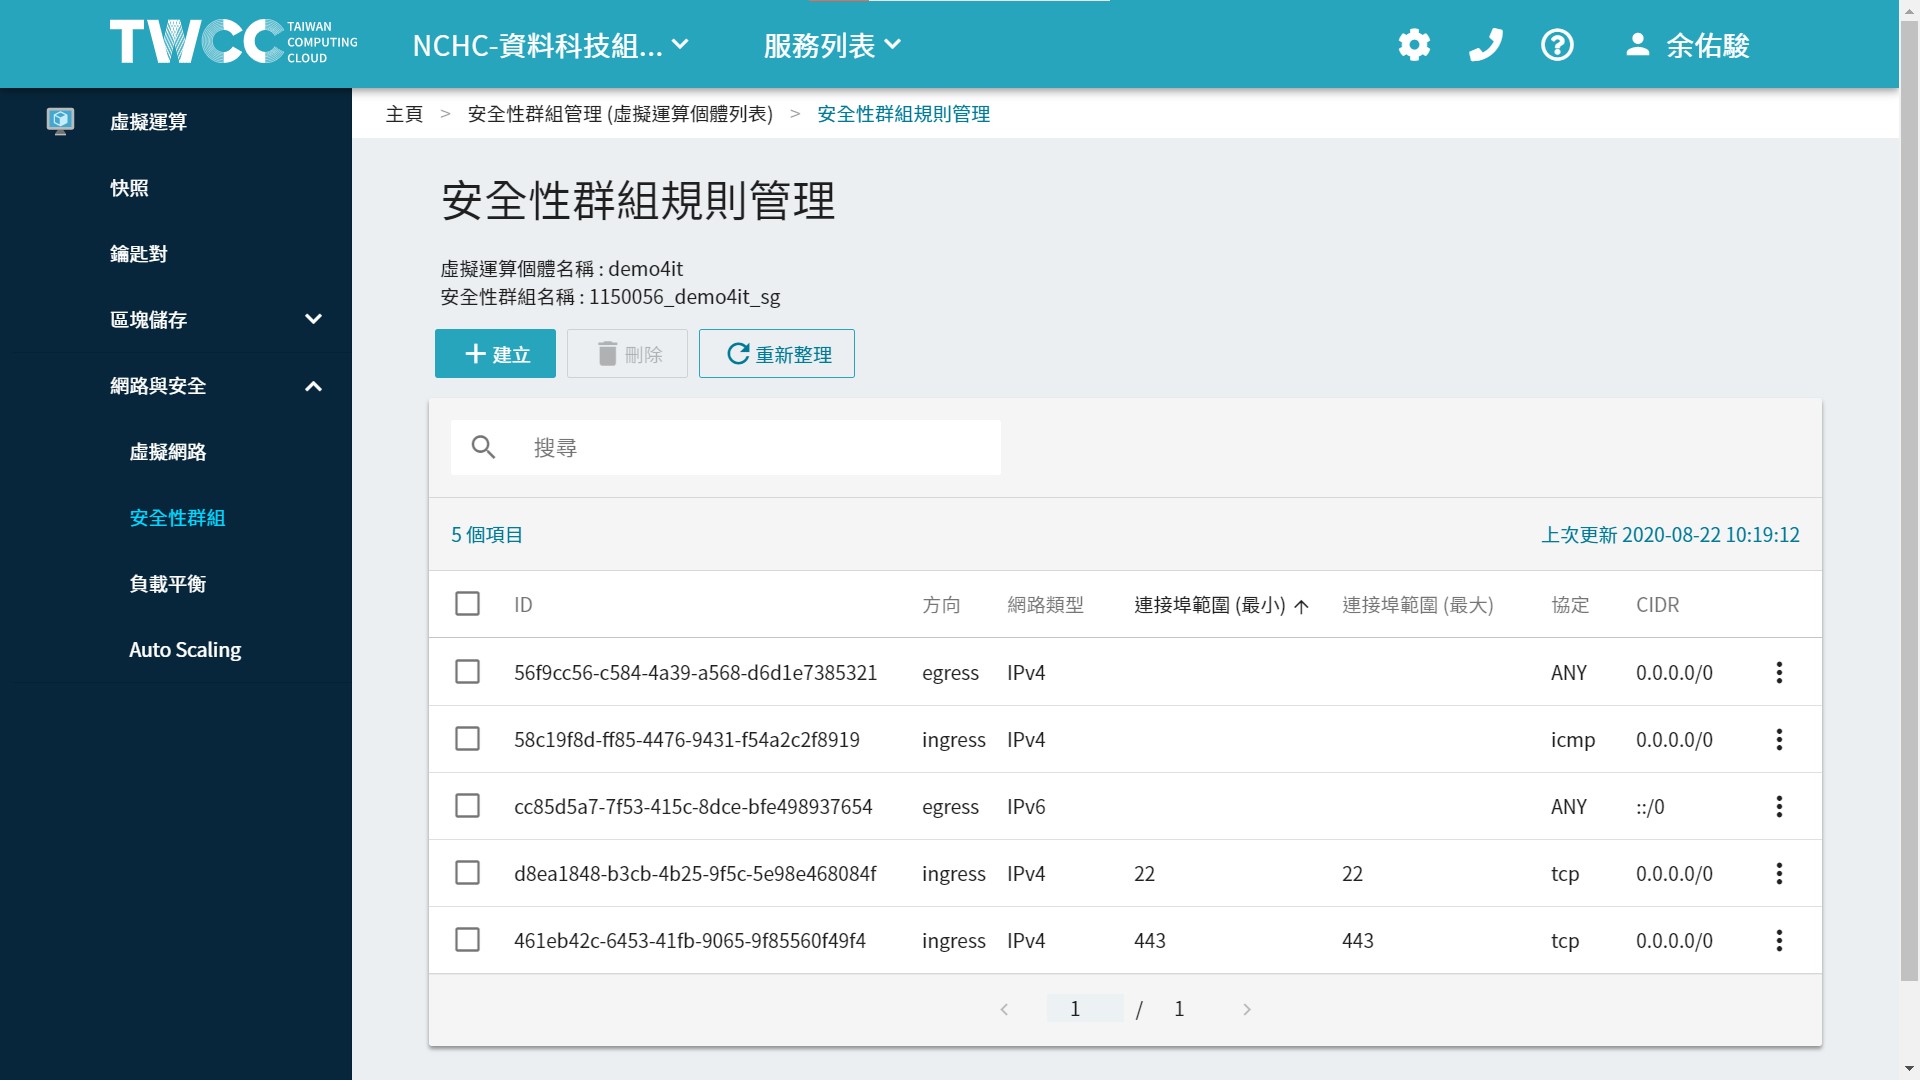 TWCC TAIWAN COMPUTING CLOUD
NCHC-資料科技組...
服務列表
余佑駿
虛擬運算
快照
鑰匙對
區塊儲存
網路與安全
虛擬網路
安全性群組
負載平衡
Auto Scaling
主頁 > 安全性群組管理 (虛擬運算個體列表) > 安全性群組規則管理
安全性群組規則管理
虛擬運算個體名稱 : demo4it
安全性群組名稱 : 1150056_demo4it_sg
建立 刪除 重新整理
搜尋
5 個項目 上次更新 2020-08-22 10:19:12
ID 方向 網路類型 連接埠範圍 (最小) 連接埠範圍 (最大) 協定 CIDR
56f9cc56-c584-4a39-a568-d6d1e7385321 egress IPv4 ANY 0.0.0.0/0
58c19f8d-ff85-4476-9431-f54a2c2f8919 ingress IPv4 icmp 0.0.0.0/0
cc85d5a7-7f53-415c-8dce-bfe498937654 egress IPv6 ANY ::/0
d8ea1848-b3cb-4b25-9f5c-5e98e468084f ingress IPv4 22 22 tcp 0.0.0.0/0
461eb42c-6453-41fb-9065-9f85560f49f4 ingress IPv4 443 443 tcp 0.0.0.0/0
1 / 1